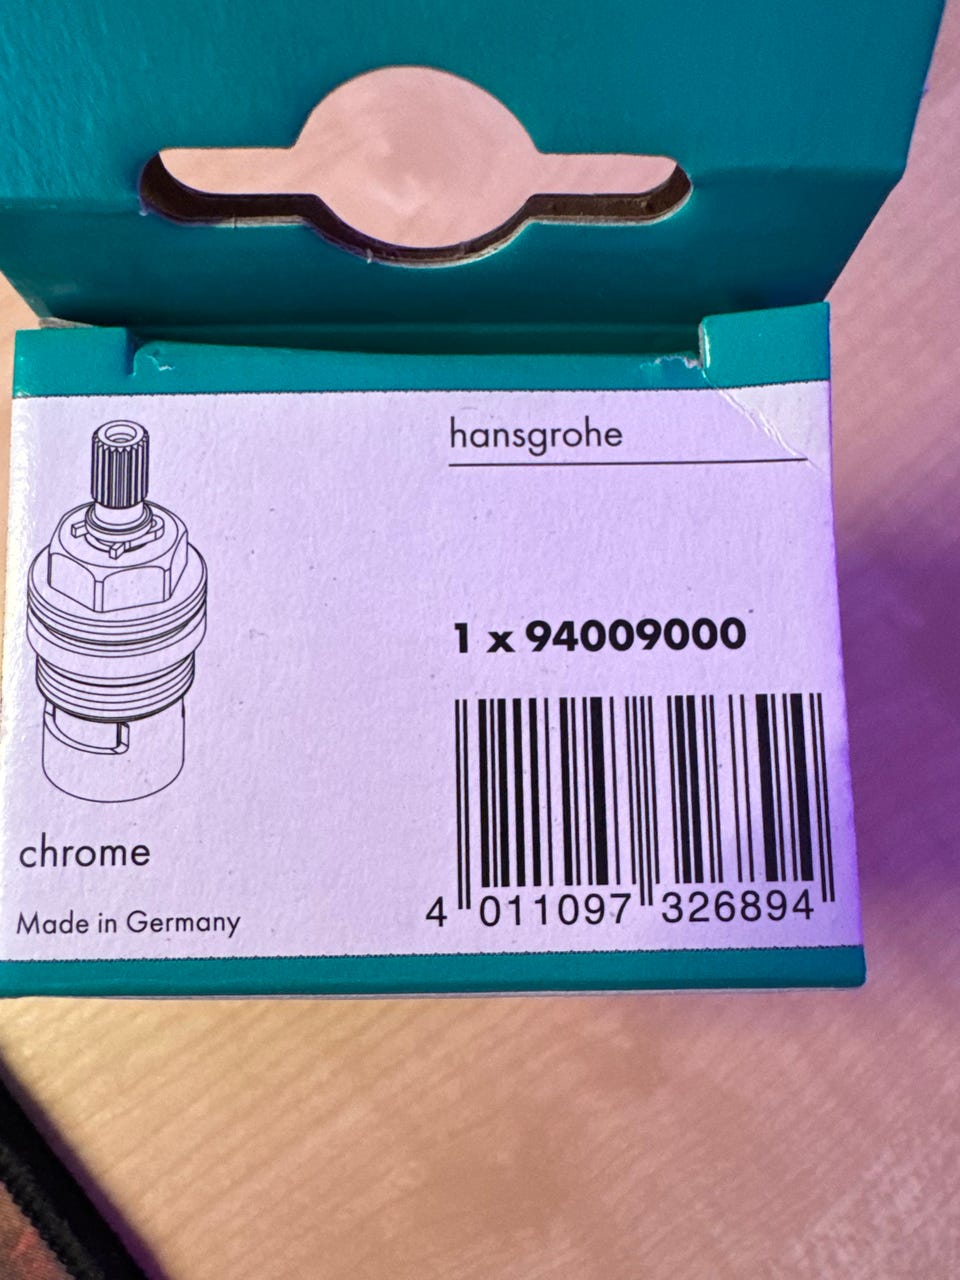 hansgrohe
1 x 94009000
chrome
Made in Germany
4 011097 326894